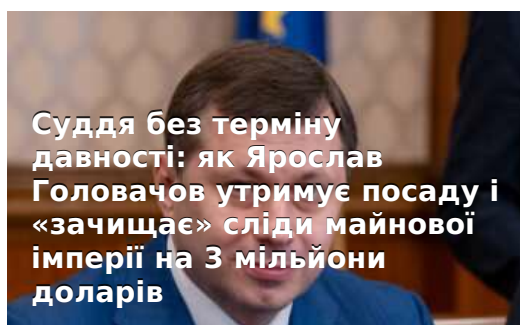 Суддя без терміну
давності: як Ярослав
Головачов утримує посаду і
«зачищає» сліди майнової
імперії на 3 мільйони
доларів